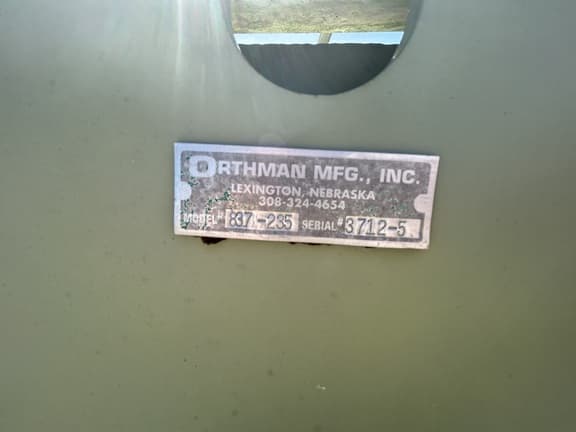 ORTHMAN MFG., INC.
LEXINGTON, NEBRASKA
308-324-4654
MODEL# 837-235 SERIAL# 3712-5